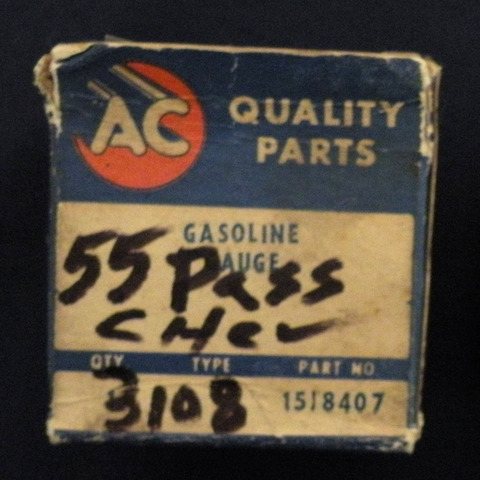 AC
QUALITY
PARTS
GASOLINE
GAUGE
55 Pass
CHev
QTY TYPE PART NO
3108 1518407